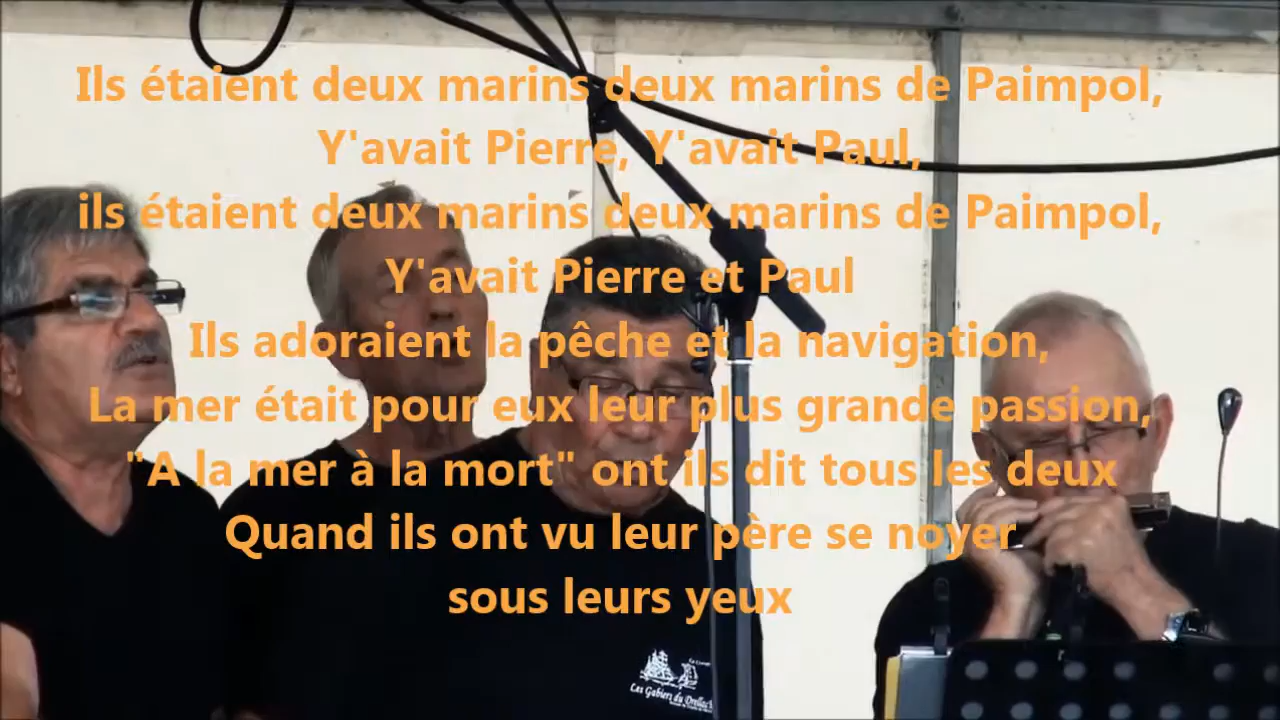 Ils étaient deux marins deux marins de Paimpol,
Y'avait Pierre, Y'avait Paul,
ils étaient deux marins deux marins de Paimpol,
Y'avait Pierre et Paul
Ils adoraient la pêche et la navigation,
La mer était pour eux leur plus grande passion,
"A la mer à la mort" ont ils dit tous les deux
Quand ils ont vu leur père se noyer
sous leurs yeux
Les Gabiers du